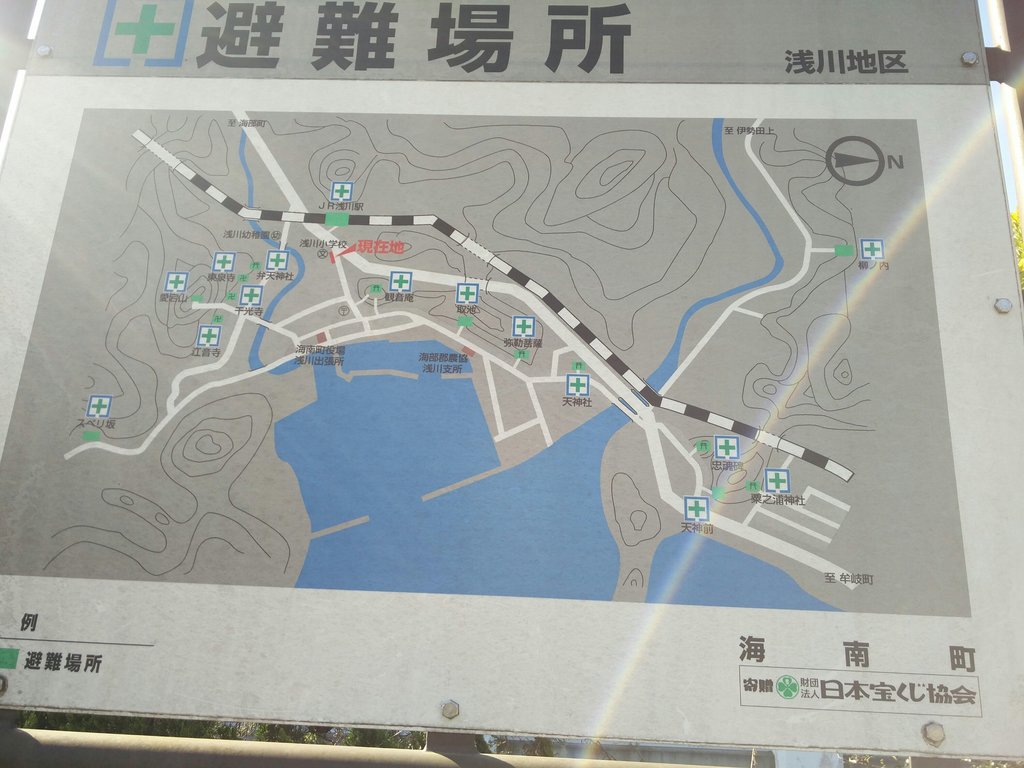 避難場所
浅川地区
至 海部町
至 伊勢田上
N
JR浅川駅
浅川幼稚園 幼
浅川小学校
文
現在地
柳ノ内
東泉寺
弁天神社
愛宕山
千光寺
観音庵
取池
江音寺
弥勒菩薩
海南町役場
浅川出張所
海部郡農協
浅川支所
天神社
スベリ坂
忠魂碑
粟之浦神社
天神前
至 牟岐町
例
避難場所
海南町
寄贈 財団法人 日本宝くじ協会